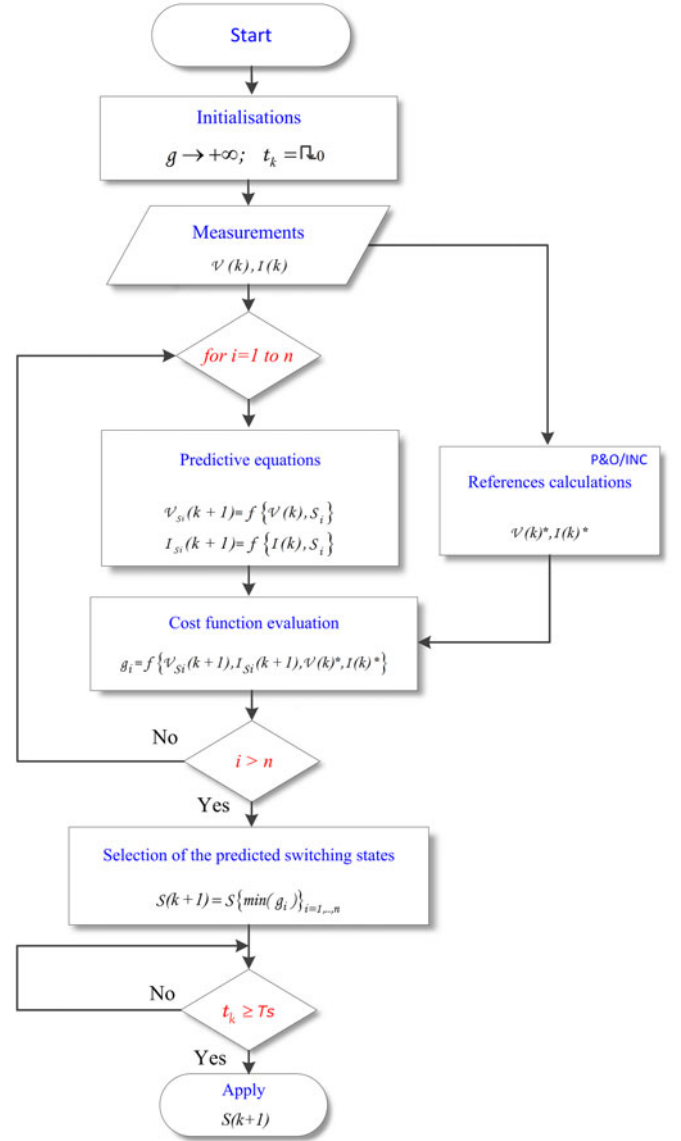 Start
Initialisations
g → +∞; t_k = 0
Measurements
V(k), I(k)
for i=1 to n
Predictive equations
V_Si(k+1)= f{V(k), S_i}
I_Si(k+1)= f{I(k), S_i}
P&O/INC
References calculations
V(k)*, I(k)*
Cost function evaluation
g_i = f{V_Si(k+1), I_Si(k+1), V(k)*, I(k)*}
No
i > n
Yes
Selection of the predicted switching states
S(k+1) = S{min(g_i)}_i=1,..,n
No
t_k ≥ Ts
Yes
Apply
S(k+1)